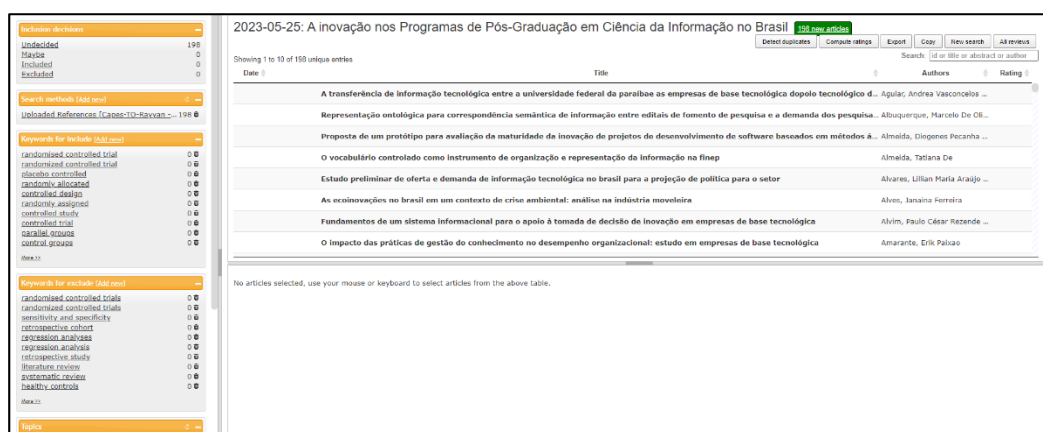 Inclusion decisions
Undecided 198
Maybe 0
Included 0
Excluded 0
Search methods [Add new]
Uploaded References [Capes-TO-Rayyan -... 198
Keywords for include [Add new]
randomised controlled trial 0
randomized controlled trial 0
placebo controlled 0
randomly allocated 0
controlled design 0
randomly assigned 0
controlled study 0
controlled trial 0
parallel groups 0
control groups 0
More >>
Keywords for exclude [Add new]
randomised controlled trials 0
randomized controlled trials 0
sensitivity and specificity 0
retrospective cohort 0
regression analyses 0
regression analysis 0
retrospective study 0
literature review 0
systematic review 0
healthy controls 0
More >>
Topics
2023-05-25: A inovação nos Programas de Pós-Graduação em Ciência da Informação no Brasil 198 new articles
Detect duplicates Compute ratings Export Copy New search All reviews
Showing 1 to 10 of 198 unique entries Search: id or title or abstract or author
Date Title Authors Rating
A transferência de informação tecnológica entre a universidade federal da paraíbae as empresas de base tecnológica dopolo tecnológico d... Aguiar, Andrea Vasconcelos ...
Representação ontológica para correspondência semântica de informação entre editais de fomento de pesquisa e a demanda dos pesquisa... Albuquerque, Marcelo De Oli...
Proposta de um protótipo para avaliação da maturidade da inovação de projetos de desenvolvimento de software baseados em métodos á... Almeida, Diogenes Pecanha ...
O vocabulário controlado como instrumento de organização e representação da informação na finep Almeida, Tatiana De
Estudo preliminar de oferta e demanda de informação tecnológica no brasil para a projeção de política para o setor Alvares, Lillian Maria Araújo ...
As ecoinovações no brasil em um contexto de crise ambiental: análise na indústria moveleira Alves, Janaina Ferreira
Fundamentos de um sistema informacional para o apoio à tomada de decisão de inovação em empresas de base tecnológica Alvim, Paulo César Rezende ...
O impacto das práticas de gestão do conhecimento no desempenho organizacional: estudo em empresas de base tecnológica Amarante, Erik Paixao
No articles selected, use your mouse or keyboard to select articles from the above table.